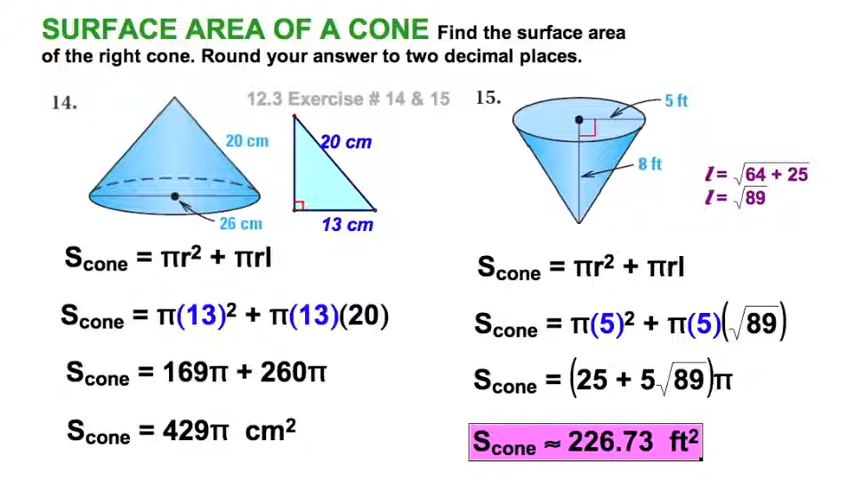 SURFACE AREA OF A CONE Find the surface area
of the right cone. Round your answer to two decimal places.
12.3 Exercise # 14 & 15
14.
20 cm
20 cm
26 cm
13 cm
Scone = πr² + πrl
Scone = π(13)² + π(13)(20)
Scone = 169π + 260π
Scone = 429π cm²
15.
5 ft
8 ft
l = √64 + 25
l = √89
Scone = πr² + πrl
Scone = π(5)² + π(5)(√89)
Scone = (25 + 5√89)π
Scone ≈ 226.73 ft²